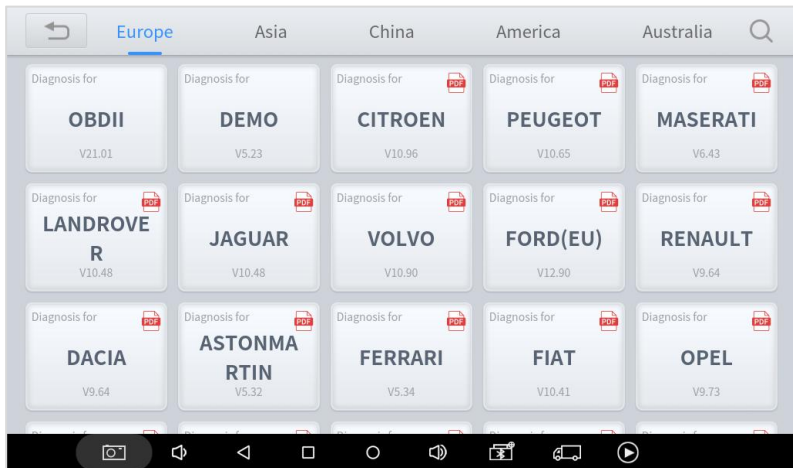 Europe Asia China America Australia
Diagnosis for Diagnosis for Diagnosis for PDF Diagnosis for PDF Diagnosis for PDF
OBDII DEMO CITROEN PEUGEOT MASERATI
V21.01 V5.23 V10.96 V10.65 V6.43
Diagnosis for PDF Diagnosis for PDF Diagnosis for PDF Diagnosis for PDF Diagnosis for PDF
LANDROVE
R JAGUAR VOLVO FORD(EU) RENAULT
V10.48 V10.48 V10.90 V12.90 V9.64
Diagnosis for PDF Diagnosis for PDF Diagnosis for PDF Diagnosis for PDF Diagnosis for PDF
ASTONMA
DACIA RTIN FERRARI FIAT OPEL
V9.64 V5.32 V5.34 V10.41 V9.73